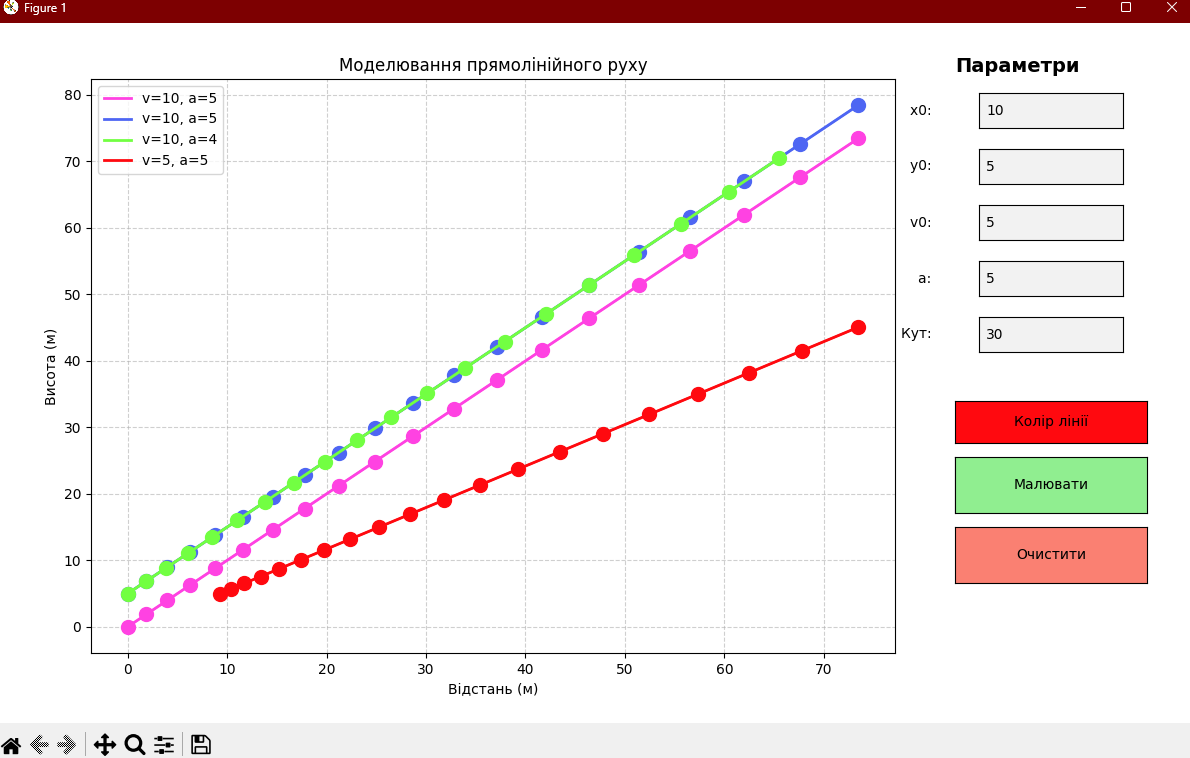 Figure 1
Моделювання прямолінійного руху
v=10, a=5
v=10, a=5
v=10, a=4
v=5, a=5
80
70
60
50
40
30
20
10
0
Висота (м)
0 10 20 30 40 50 60 70
Відстань (м)
Параметри
x0: 10
y0: 5
v0: 5
a: 5
Кут: 30
Колір лінії
Малювати
Очистити